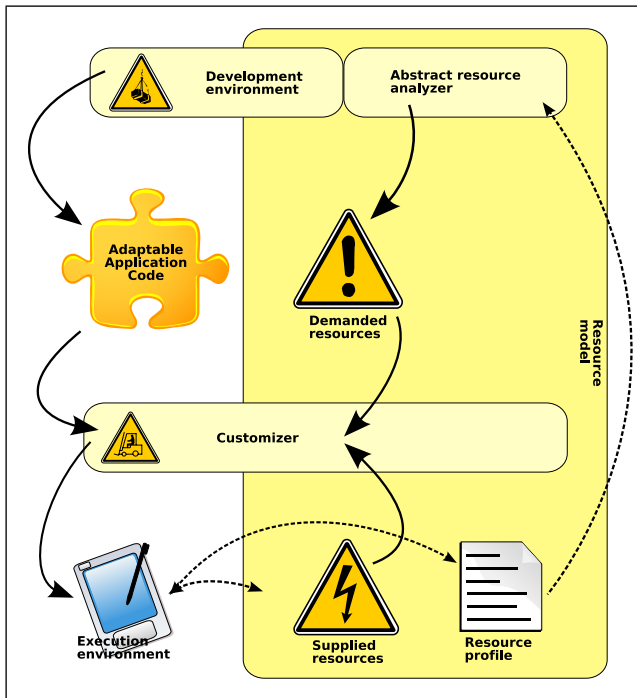 Development
environment
Abstract resource
analyzer
Adaptable
Application
Code
Demanded
resources
Resource
model
Customizer
Execution
environment
Supplied
resources
Resource
profile